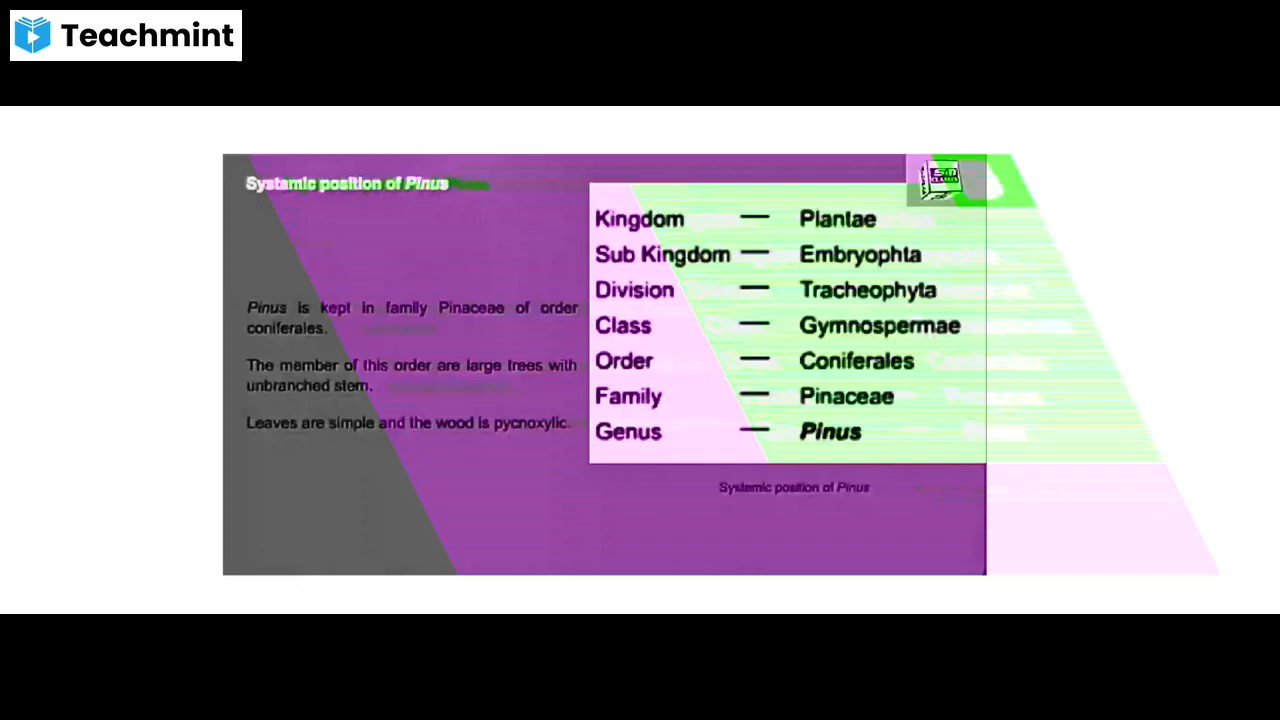 Teachmint
Systamic position of Pinus
Pinus is kept in family Pinaceae of order
coniferales.
The member of this order are large trees with
unbranched stem.
Leaves are simple and the wood is pycnoxylic.
Kingdom — Plantae
Sub Kingdom — Embryophta
Division — Tracheophyta
Class — Gymnospermae
Order — Coniferales
Family — Pinaceae
Genus — Pinus
Systemic position of Pinus